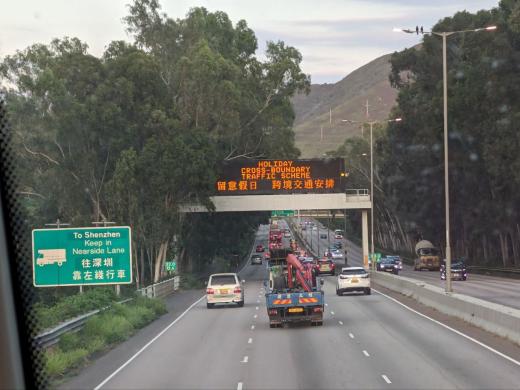 HOLIDAY
CROSS-BOUNDARY
TRAFFIC SCHEME
留意假日 跨境交通安排
To Shenzhen
Keep in
Nearside Lane
往深圳
靠左綫行車